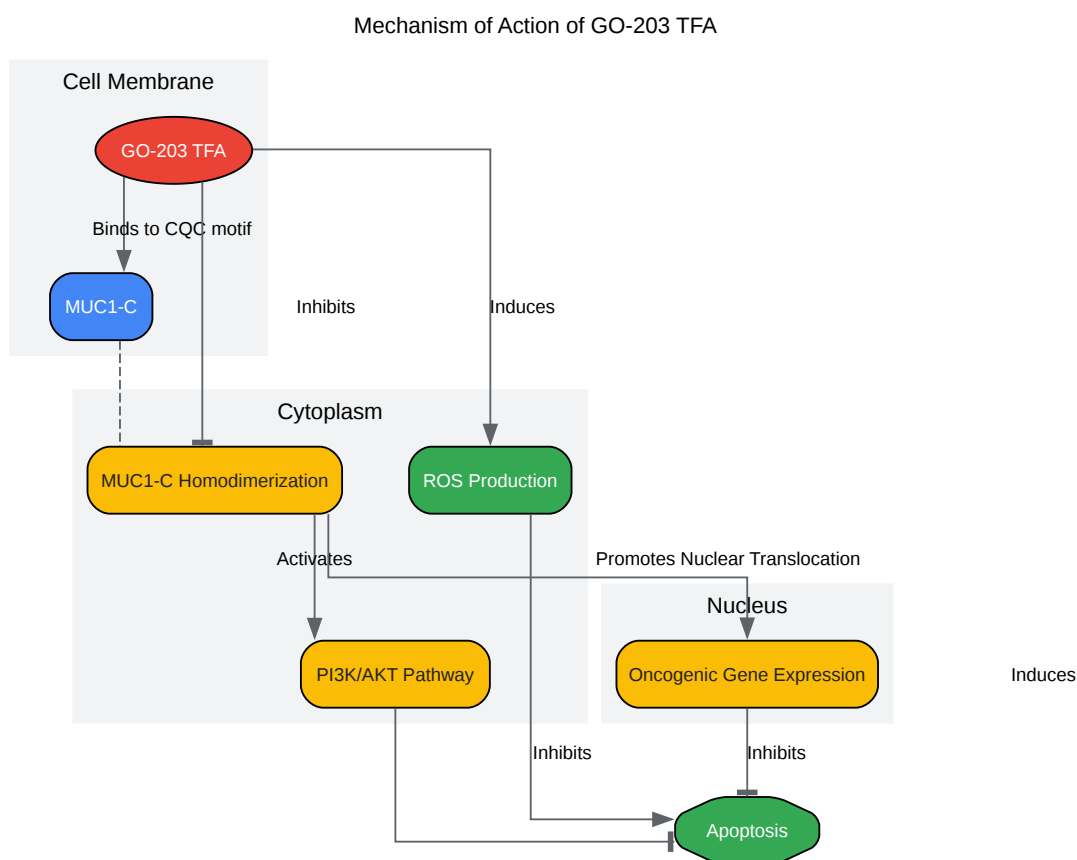 Mechanism of Action of GO-203 TFA
Cell Membrane
GO-203 TFA
Binds to CQC motif
MUC1-C
Inhibits
Induces
Cytoplasm
MUC1-C Homodimerization
ROS Production
Activates
Promotes Nuclear Translocation
Nucleus
PI3K/AKT Pathway
Oncogenic Gene Expression
Induces
Inhibits
Inhibits
Apoptosis